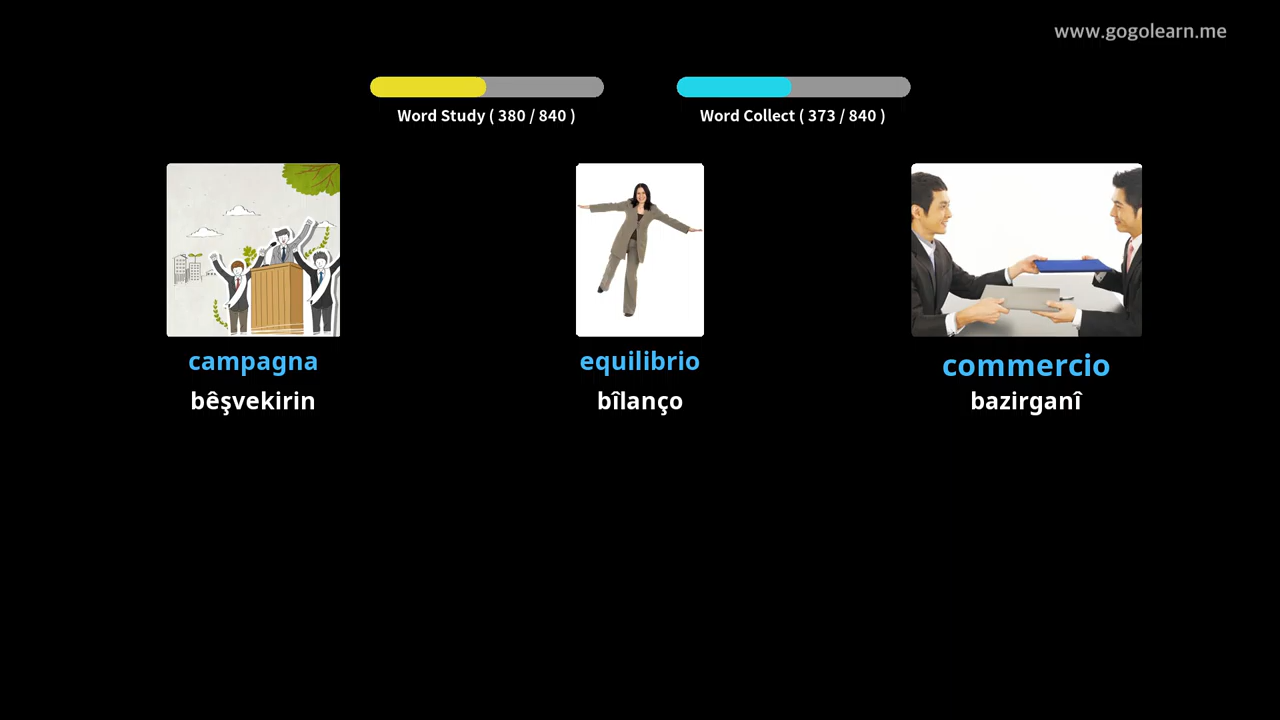 www.gogolearn.me
Word Study ( 380 / 840 )
Word Collect ( 373 / 840 )
campagna
equilibrio
commercio
bêşvekirin
bîlanço
bazirganî